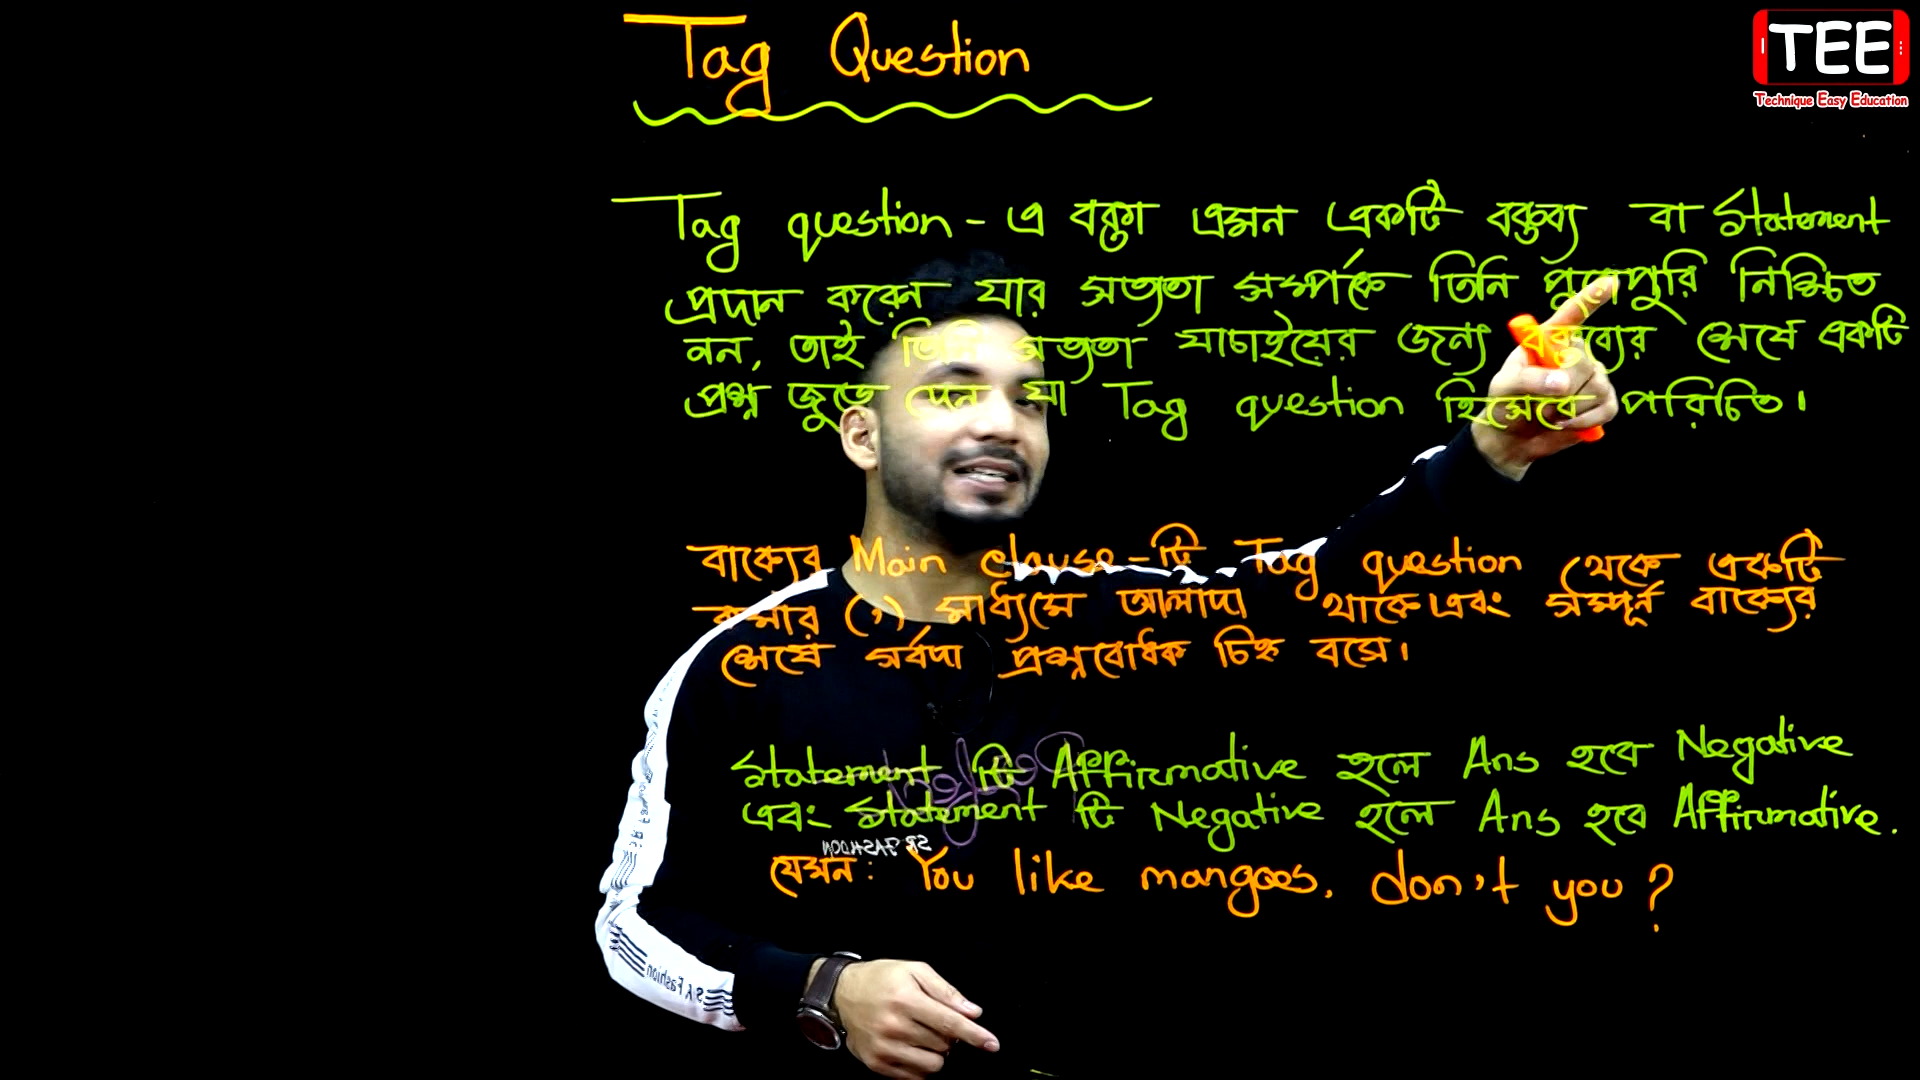 Tag Question
TEE
Technique Easy Education
Tag question - এ বক্তা এমন একটি বক্তব্য বা Statement
প্রদান করেন যার সত্যতা সম্পর্কে তিনি পুরোপুরি নিশ্চিত
নন, তাই তিনি সত্যতা যাচাইয়ের জন্য বক্তব্যের শেষে একটি
প্রশ্ন জুড়ে দেন যা Tag question হিসেবে পরিচিত।
বাক্যের Main clause-টি Tag question থেকে একটি
কমার (,) মাধ্যমে আলাদা থাকে এবং সম্পূর্ন বাক্যের
শেষে সর্বদা প্রশ্নবোধক চিহ্ন বসে।
Statement টি Affirmative হলে Ans হবে Negative
এবং Statement টি Negative হলে Ans হবে Affirmative.
যেমন: You like mangoes, don't you?
SR FASHION